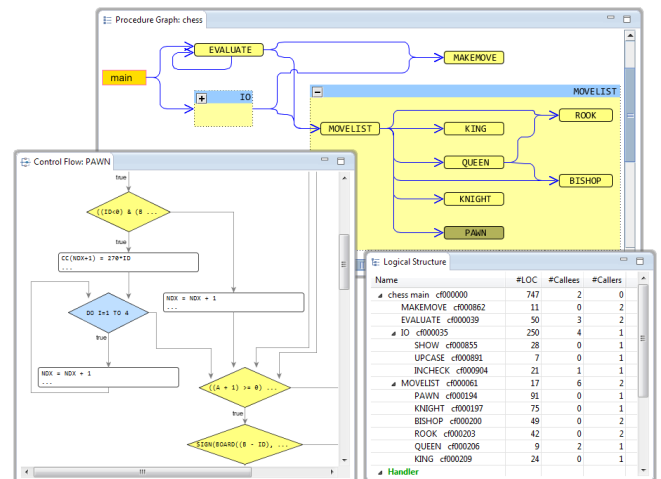 Procedure Graph: chess
EVALUATE
MAKEMOVE
main
IO
MOVELIST
ROOK
MOVELIST
KING
QUEEN
BISHOP
KNIGHT
PAWN
Control Flow: PAWN
true
((ID<0) & (B ...
true
CC(NDX+1) = 270*ID
...
NDX = NDX + 1
...
DO I=1 TO 4
NDX = NDX + 1
...
((A + 1) >= 0) ...
true
SIGN(BOARD((B - ID), ...
Logical Structure
Name #LOC #Callees #Callers
chess main cf000000 747 2 0
MAKEMOVE cf000862 11 0 2
EVALUATE cf000039 50 3 2
IO cf000035 250 4 1
SHOW cf000855 28 0 1
UPCASE cf000891 7 0 1
INCHECK cf000904 21 1 1
MOVELIST cf000061 17 6 2
PAWN cf000194 91 0 1
KNIGHT cf000197 75 0 1
BISHOP cf000200 49 0 2
ROOK cf000203 42 0 2
QUEEN cf000206 9 2 1
KING cf000209 24 0 1
Handler